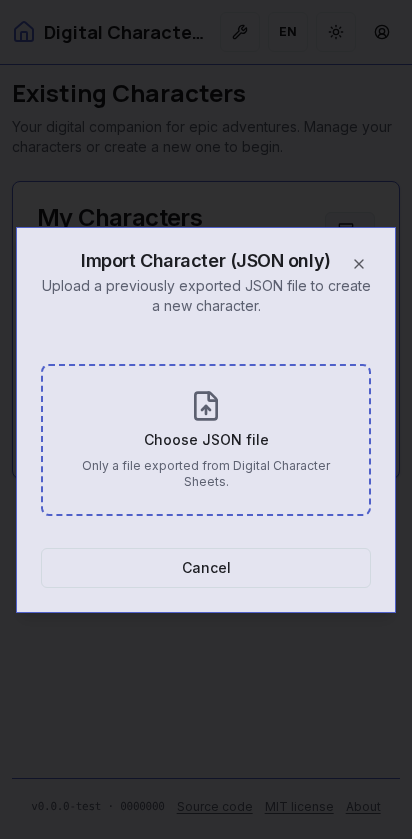 Digital Characte...
EN
Existing Characters
Your digital companion for epic adventures. Manage your
characters or create a new one to begin.
My Characters
Import Character (JSON only)
Upload a previously exported JSON file to create
a new character.
Choose JSON file
Only a file exported from Digital Character
Sheets.
Cancel
v0.0.0-test · 0000000 Source code MIT license About